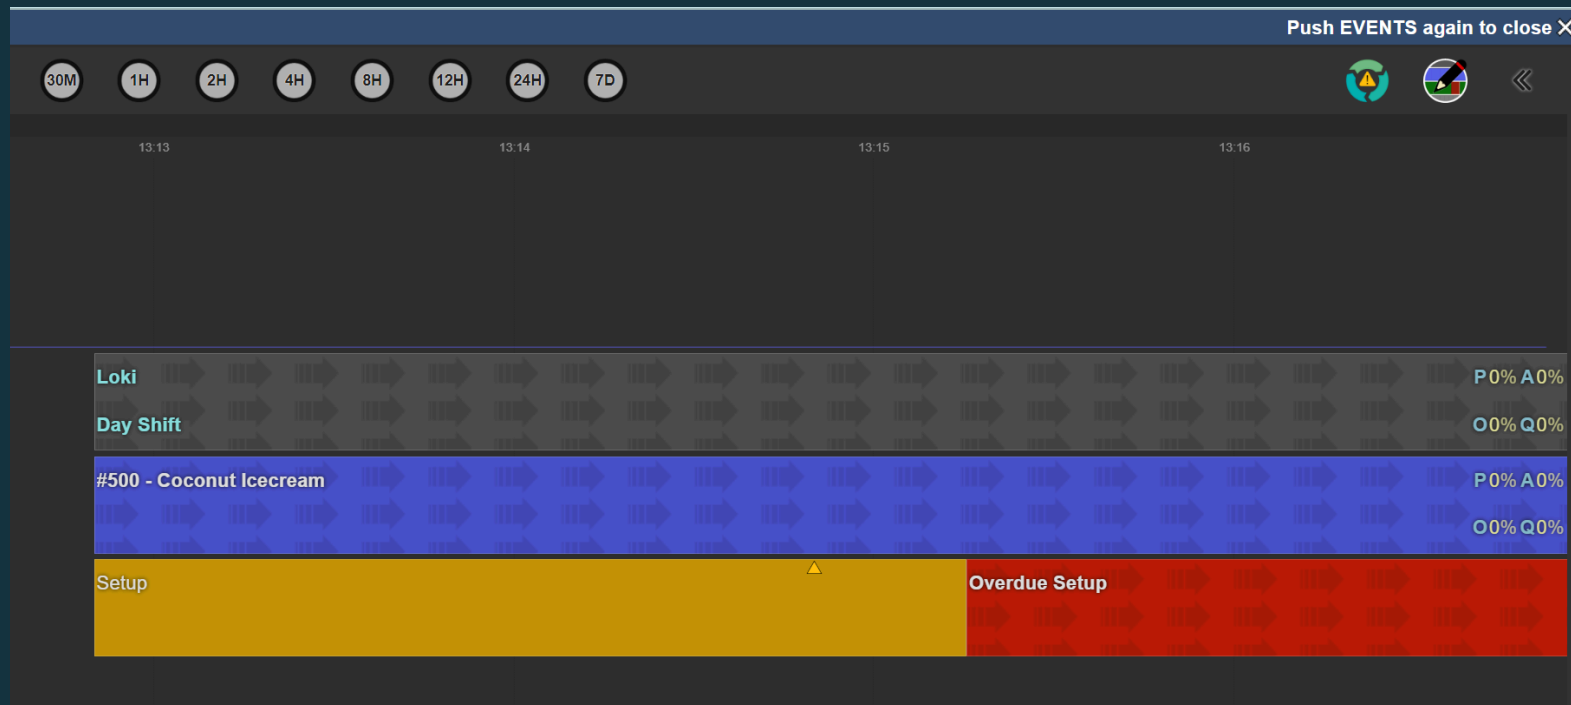 Push EVENTS again to close ×
30M 1H 2H 4H 8H 12H 24H 7D
13:13 13:14 13:15 13:16
Loki P0% A0%
Day Shift O0% Q0%
#500 - Coconut Icecream P0% A0%
O0% Q0%
Setup Overdue Setup